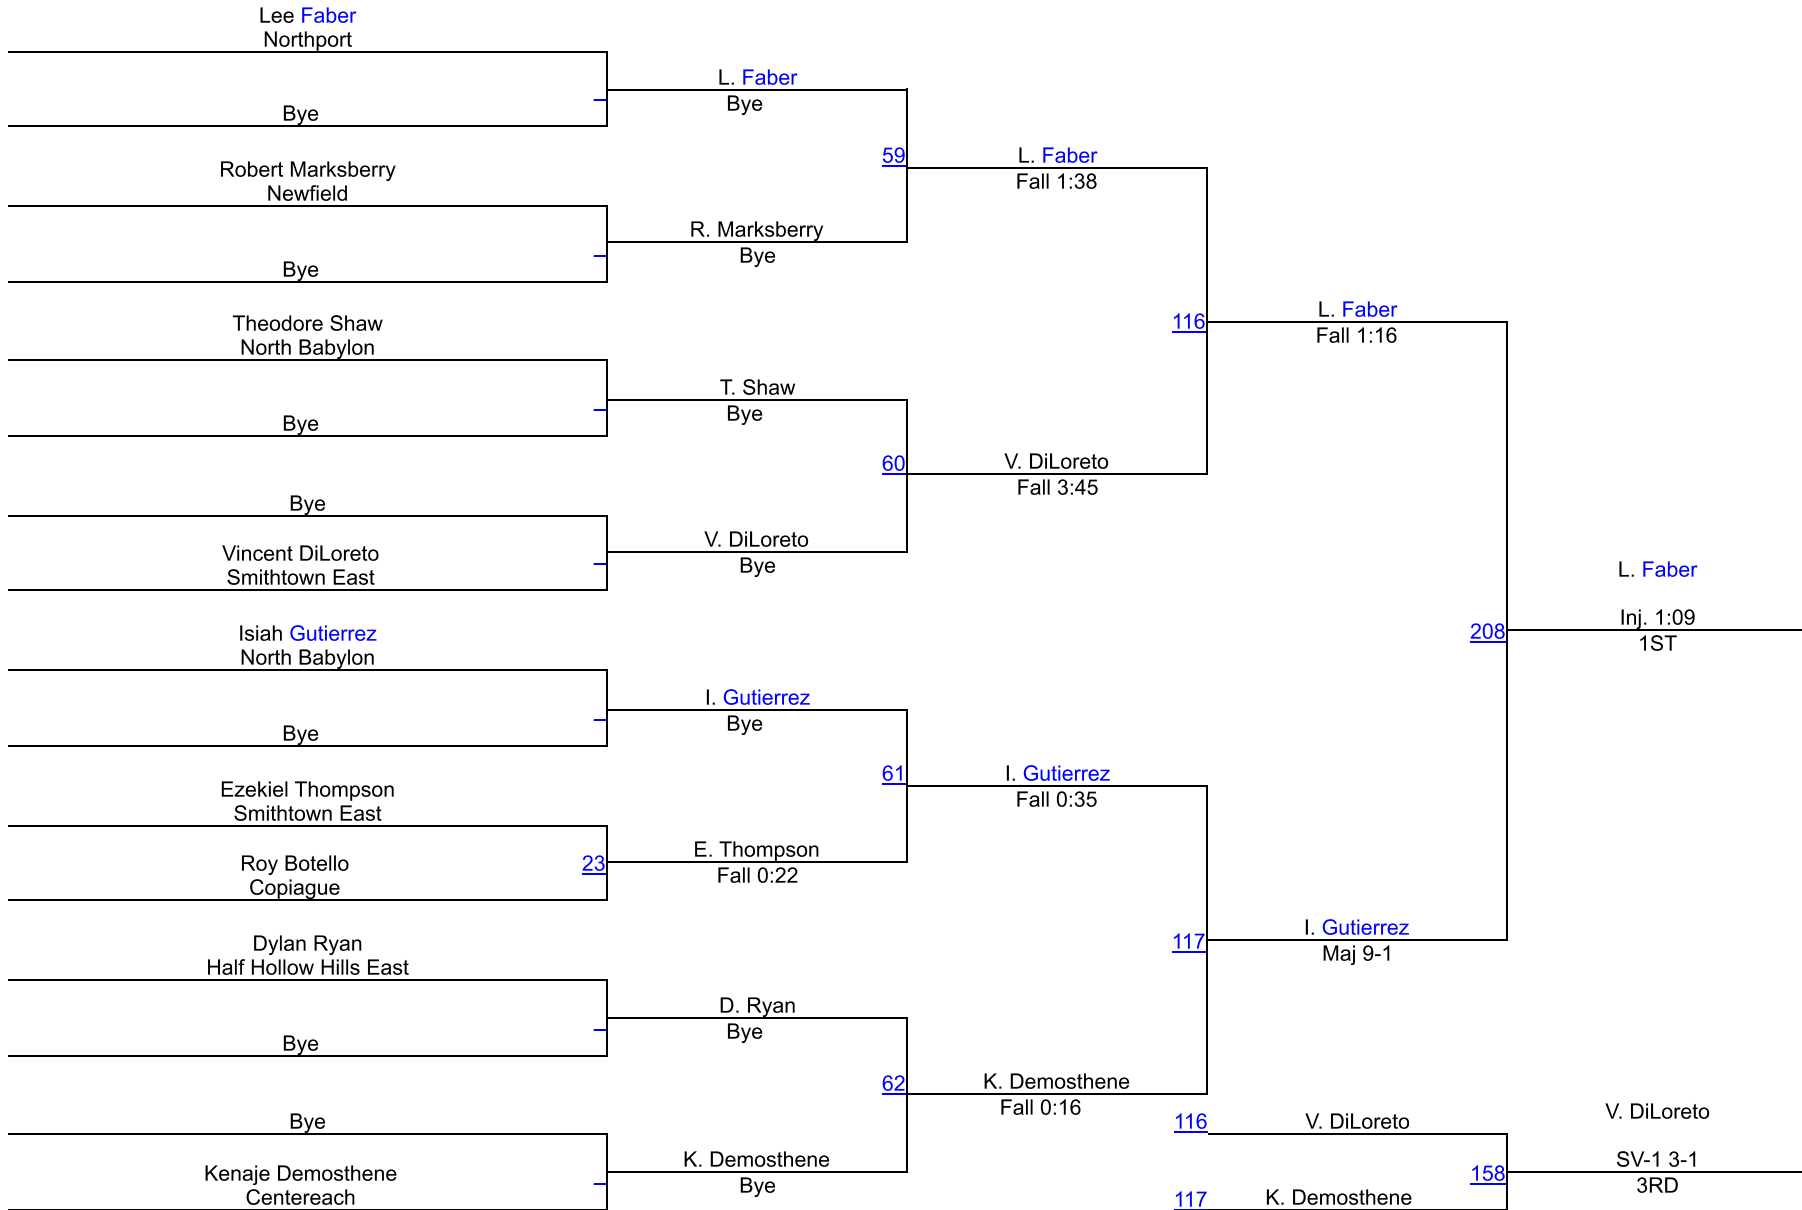 Lee Faber
Northport
Bye
Robert Marksberry
Newfield
Bye
Theodore Shaw
North Babylon
Bye
Bye
Vincent DiLoreto
Smithtown East
Isiah Gutierrez
North Babylon
Bye
Ezekiel Thompson
Smithtown East
Roy Botello
Copiague
23
Dylan Ryan
Half Hollow Hills East
Bye
Bye
Kenaje Demosthene
Centereach
L. Faber
Bye
59
R. Marksberry
Bye
T. Shaw
Bye
60
V. DiLoreto
Bye
I. Gutierrez
Bye
61
E. Thompson
Fall 0:22
D. Ryan
Bye
62
K. Demosthene
Bye
L. Faber
Fall 1:38
116
V. DiLoreto
Fall 3:45
I. Gutierrez
Fall 0:35
117
K. Demosthene
Fall 0:16
L. Faber
Fall 1:16
208
I. Gutierrez
Maj 9-1
L. Faber
Inj. 1:09
1ST
116
V. DiLoreto
158
117
K. Demosthene
V. DiLoreto
SV-1 3-1
3RD